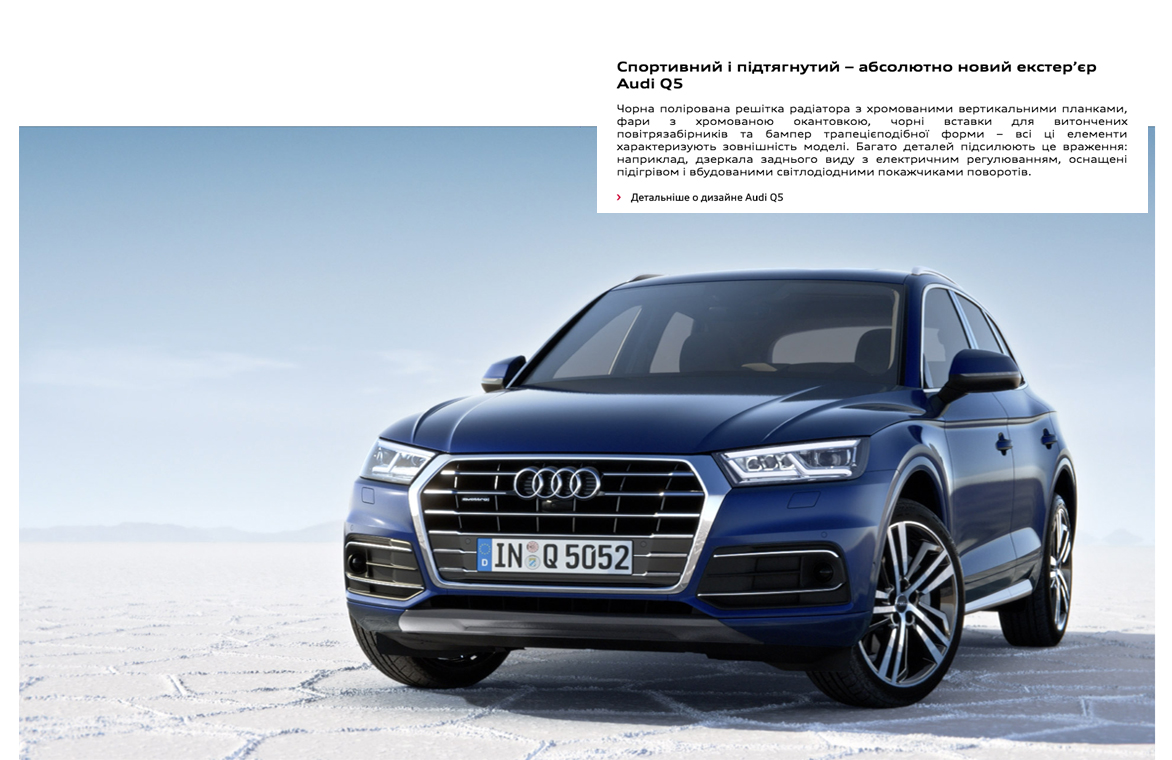 Спортивний і підтягнутий – абсолютно новий екстер’єр
Audi Q5
Чорна полірована решітка радіатора з хромованими вертикальними планками,
фари з хромованою окантовкою, чорні вставки для витончених
повітрязабірників та бампер трапецієподібної форми – всі ці елементи
характеризують зовнішність моделі. Багато деталей підсилюють це враження:
наприклад, дзеркала заднього виду з електричним регулюванням, оснащені
підігрівом і вбудованими світлодіодними покажчиками поворотів.
Детальніше о дизайне Audi Q5
quattro
D IN Q 5052